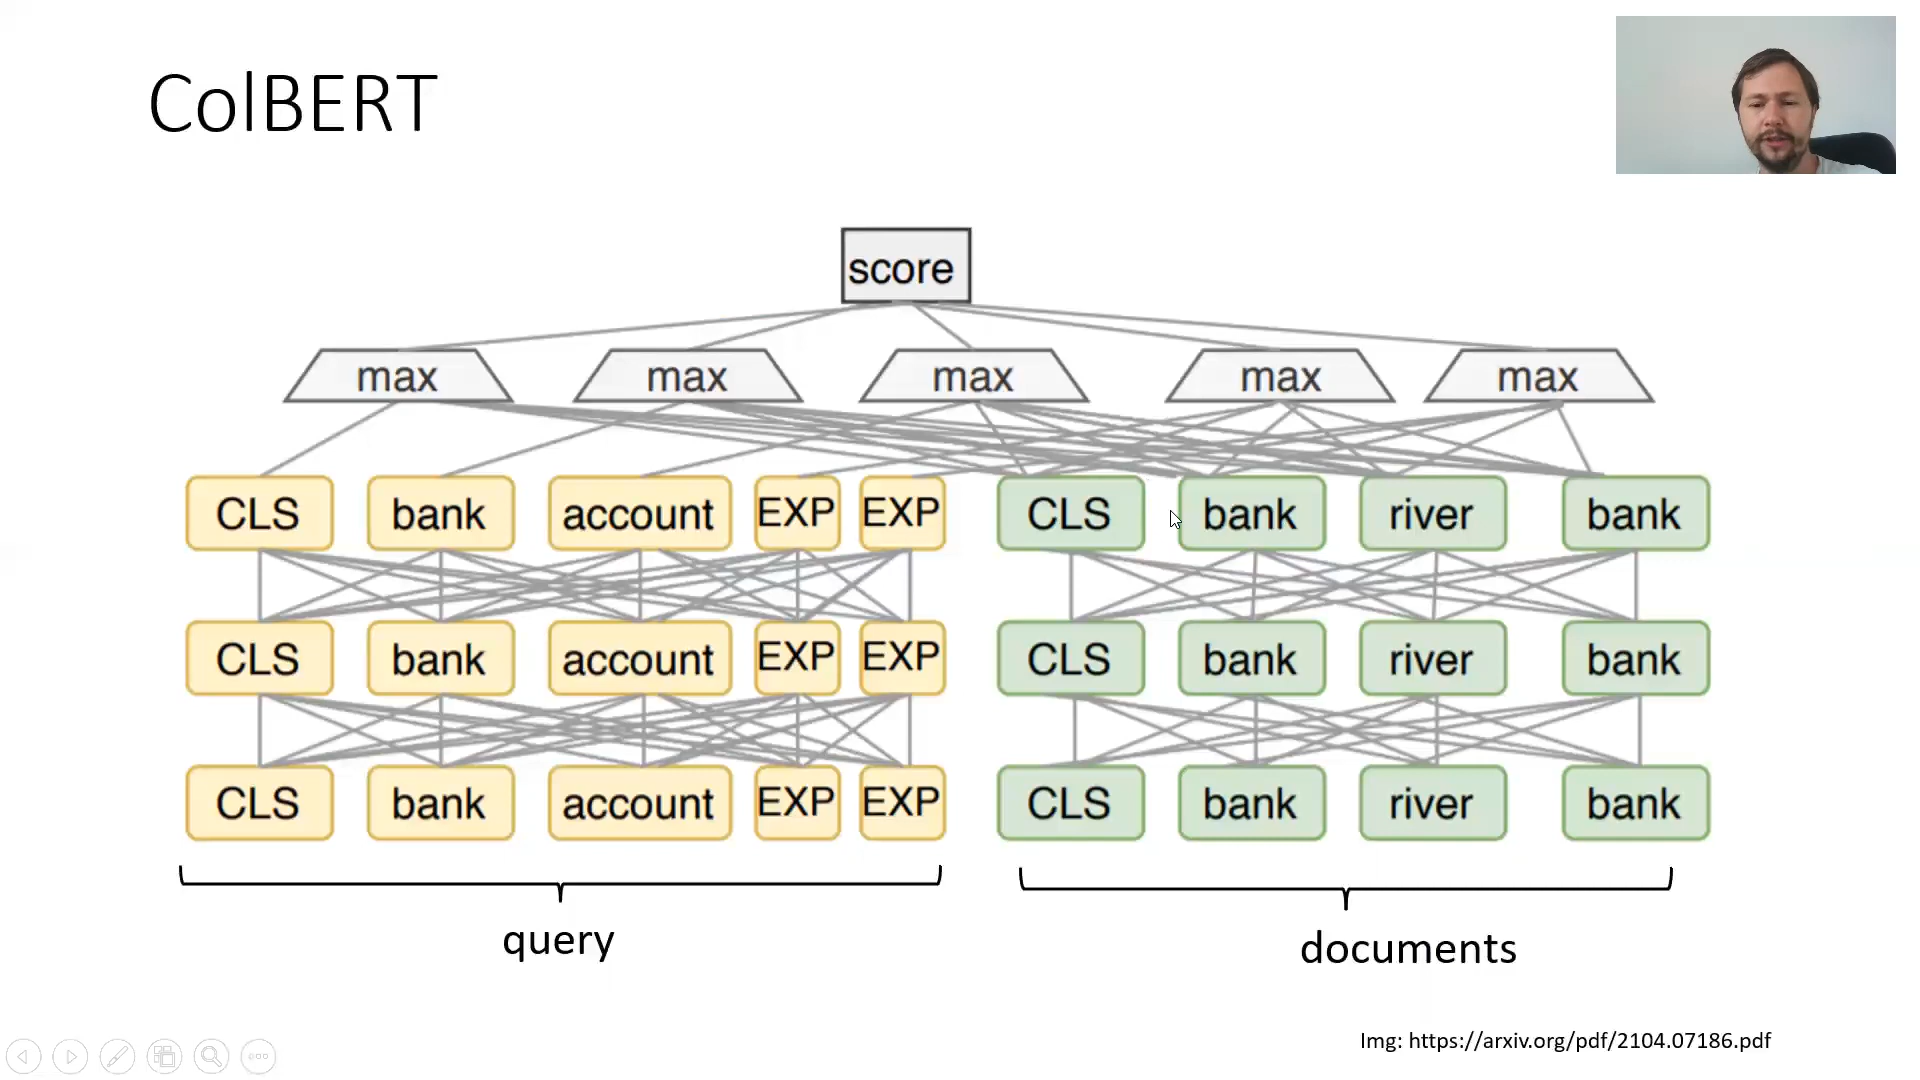 ColBERT
score
max max max max max
CLS bank account EXP EXP CLS bank river bank
CLS bank account EXP EXP CLS bank river bank
CLS bank account EXP EXP CLS bank river bank
query documents
Img: https://arxiv.org/pdf/2104.07186.pdf